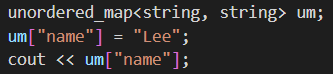 unordered_map<string, string> um;
um["name"] = "Lee";
cout << um["name"];